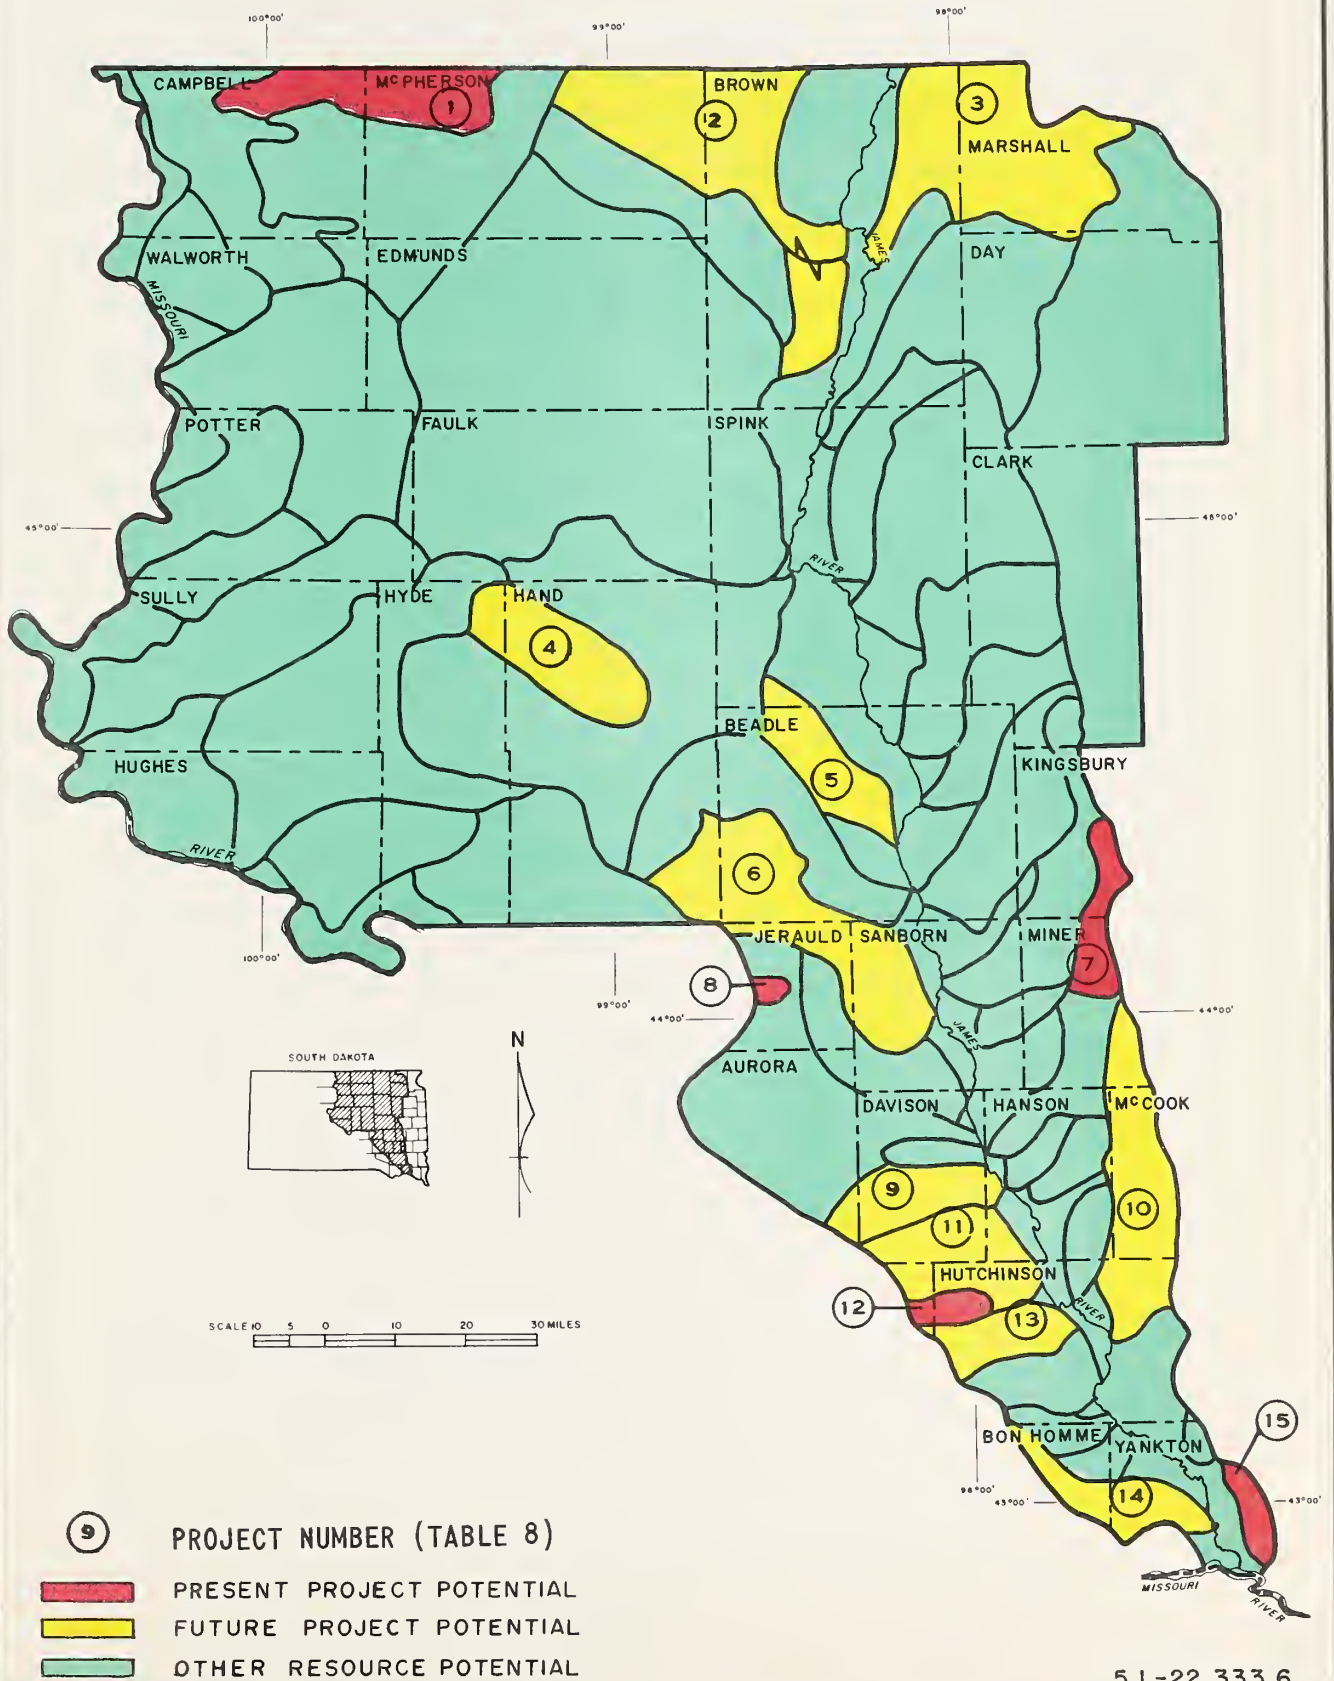 100°00' 99°00' 98°00'
CAMPBELL McPHERSON BROWN
1 2 3
MARSHALL
WALWORTH EDMUNDS JAMES DAY
MISSOURI
POTTER FAULK SPINK
CLARK
45°00' 45°00'
RIVER
SULLY HYDE HAND
4
BEADLE
HUGHES 5 KINGSBURY
RIVER
6
JERAULD SANBORN MINER
100°00' 7
8
99°00'
44°00' 44°00'
JAMES
N
SOUTH DAKOTA
AURORA
DAVISON HANSON McCOOK
9
10
11
HUTCHINSON
12 RIVER
13
SCALE 10 5 0 10 20 30 MILES
15
BON HOMME YANKTON
98°00'
43°00' 14 43°00'
9 PROJECT NUMBER (TABLE 8)
MISSOURI
RIVER
PRESENT PROJECT POTENTIAL
FUTURE PROJECT POTENTIAL
OTHER RESOURCE POTENTIAL